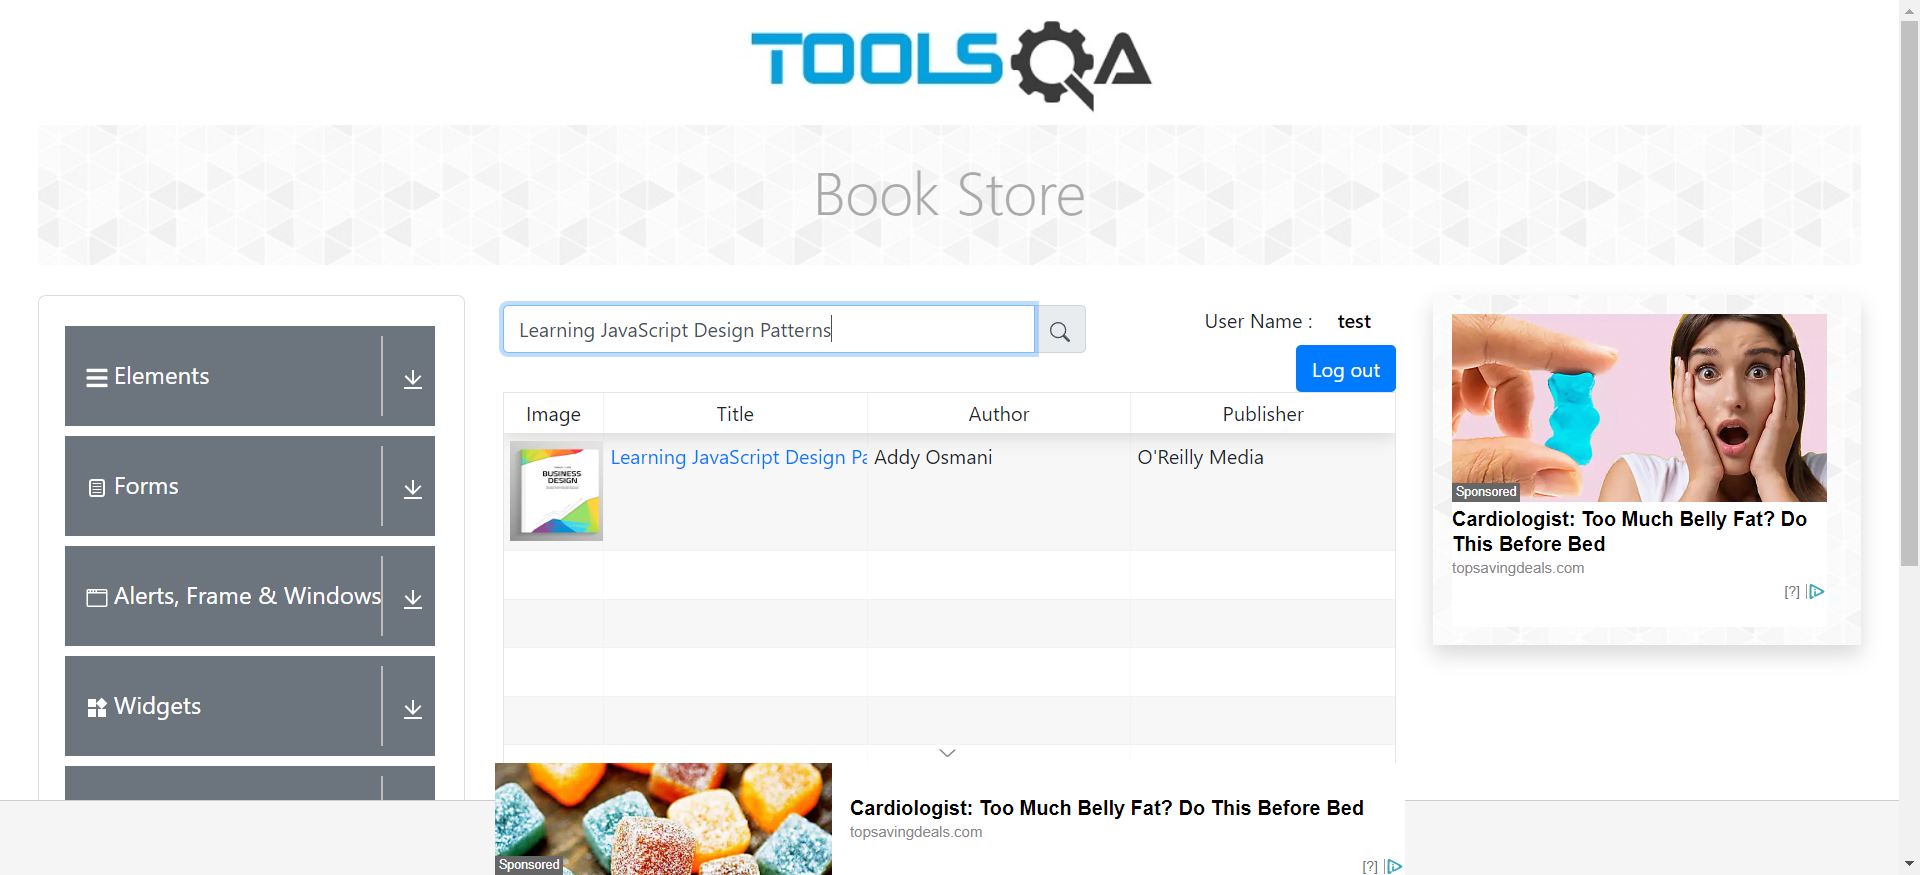 TOOLSQA
Book Store
Elements
Forms
Alerts, Frame & Windows
Widgets
Learning JavaScript Design Patterns
User Name : test
Log out
Image Title Author Publisher
BUSINESS
DESIGN
Learning JavaScript Design Pa Addy Osmani O'Reilly Media
Sponsored
Cardiologist: Too Much Belly Fat? Do
This Before Bed
topsavingdeals.com
[?]
Cardiologist: Too Much Belly Fat? Do This Before Bed
topsavingdeals.com
Sponsored
[?]